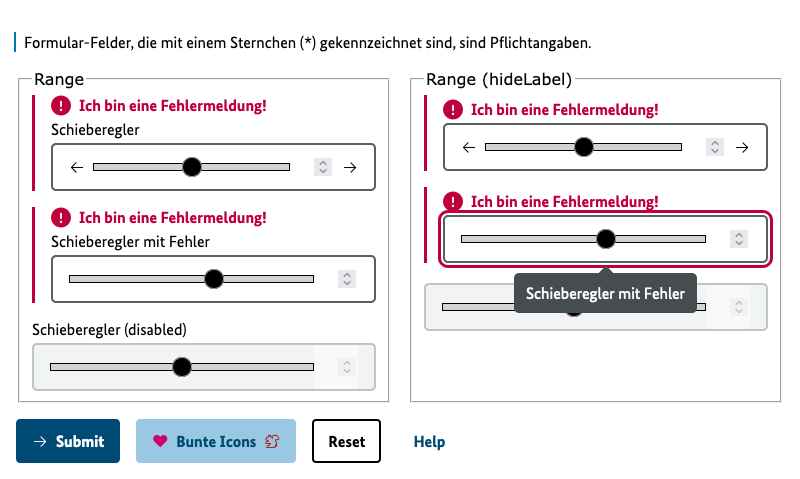 Formular-Felder, die mit einem Sternchen (*) gekennzeichnet sind, sind Pflichtangaben.
Range
Ich bin eine Fehlermeldung!
Schieberegler
Ich bin eine Fehlermeldung!
Schieberegler mit Fehler
Schieberegler (disabled)
Range (hideLabel)
Ich bin eine Fehlermeldung!
Ich bin eine Fehlermeldung!
Schieberegler mit Fehler
Submit
Bunte Icons
Reset
Help